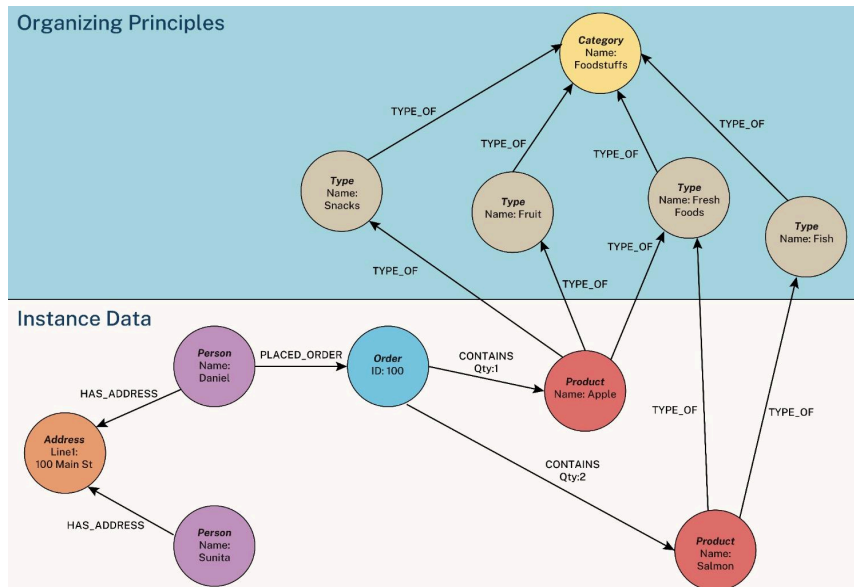 Organizing Principles
Category
Name:
Foodstuffs
TYPE_OF
TYPE_OF
TYPE_OF
TYPE_OF
Type
Name:
Snacks
Type
Name: Fruit
Type
Name: Fresh
Foods
Type
Name: Fish
TYPE_OF
TYPE_OF
TYPE_OF
Instance Data
Person
Name:
Daniel
PLACED_ORDER
Order
ID: 100
CONTAINS
Qty:1
Product
Name: Apple
HAS_ADDRESS
TYPE_OF
TYPE_OF
Address
Line1:
100 Main St
CONTAINS
Qty:2
HAS_ADDRESS
Person
Name:
Sunita
Product
Name:
Salmon